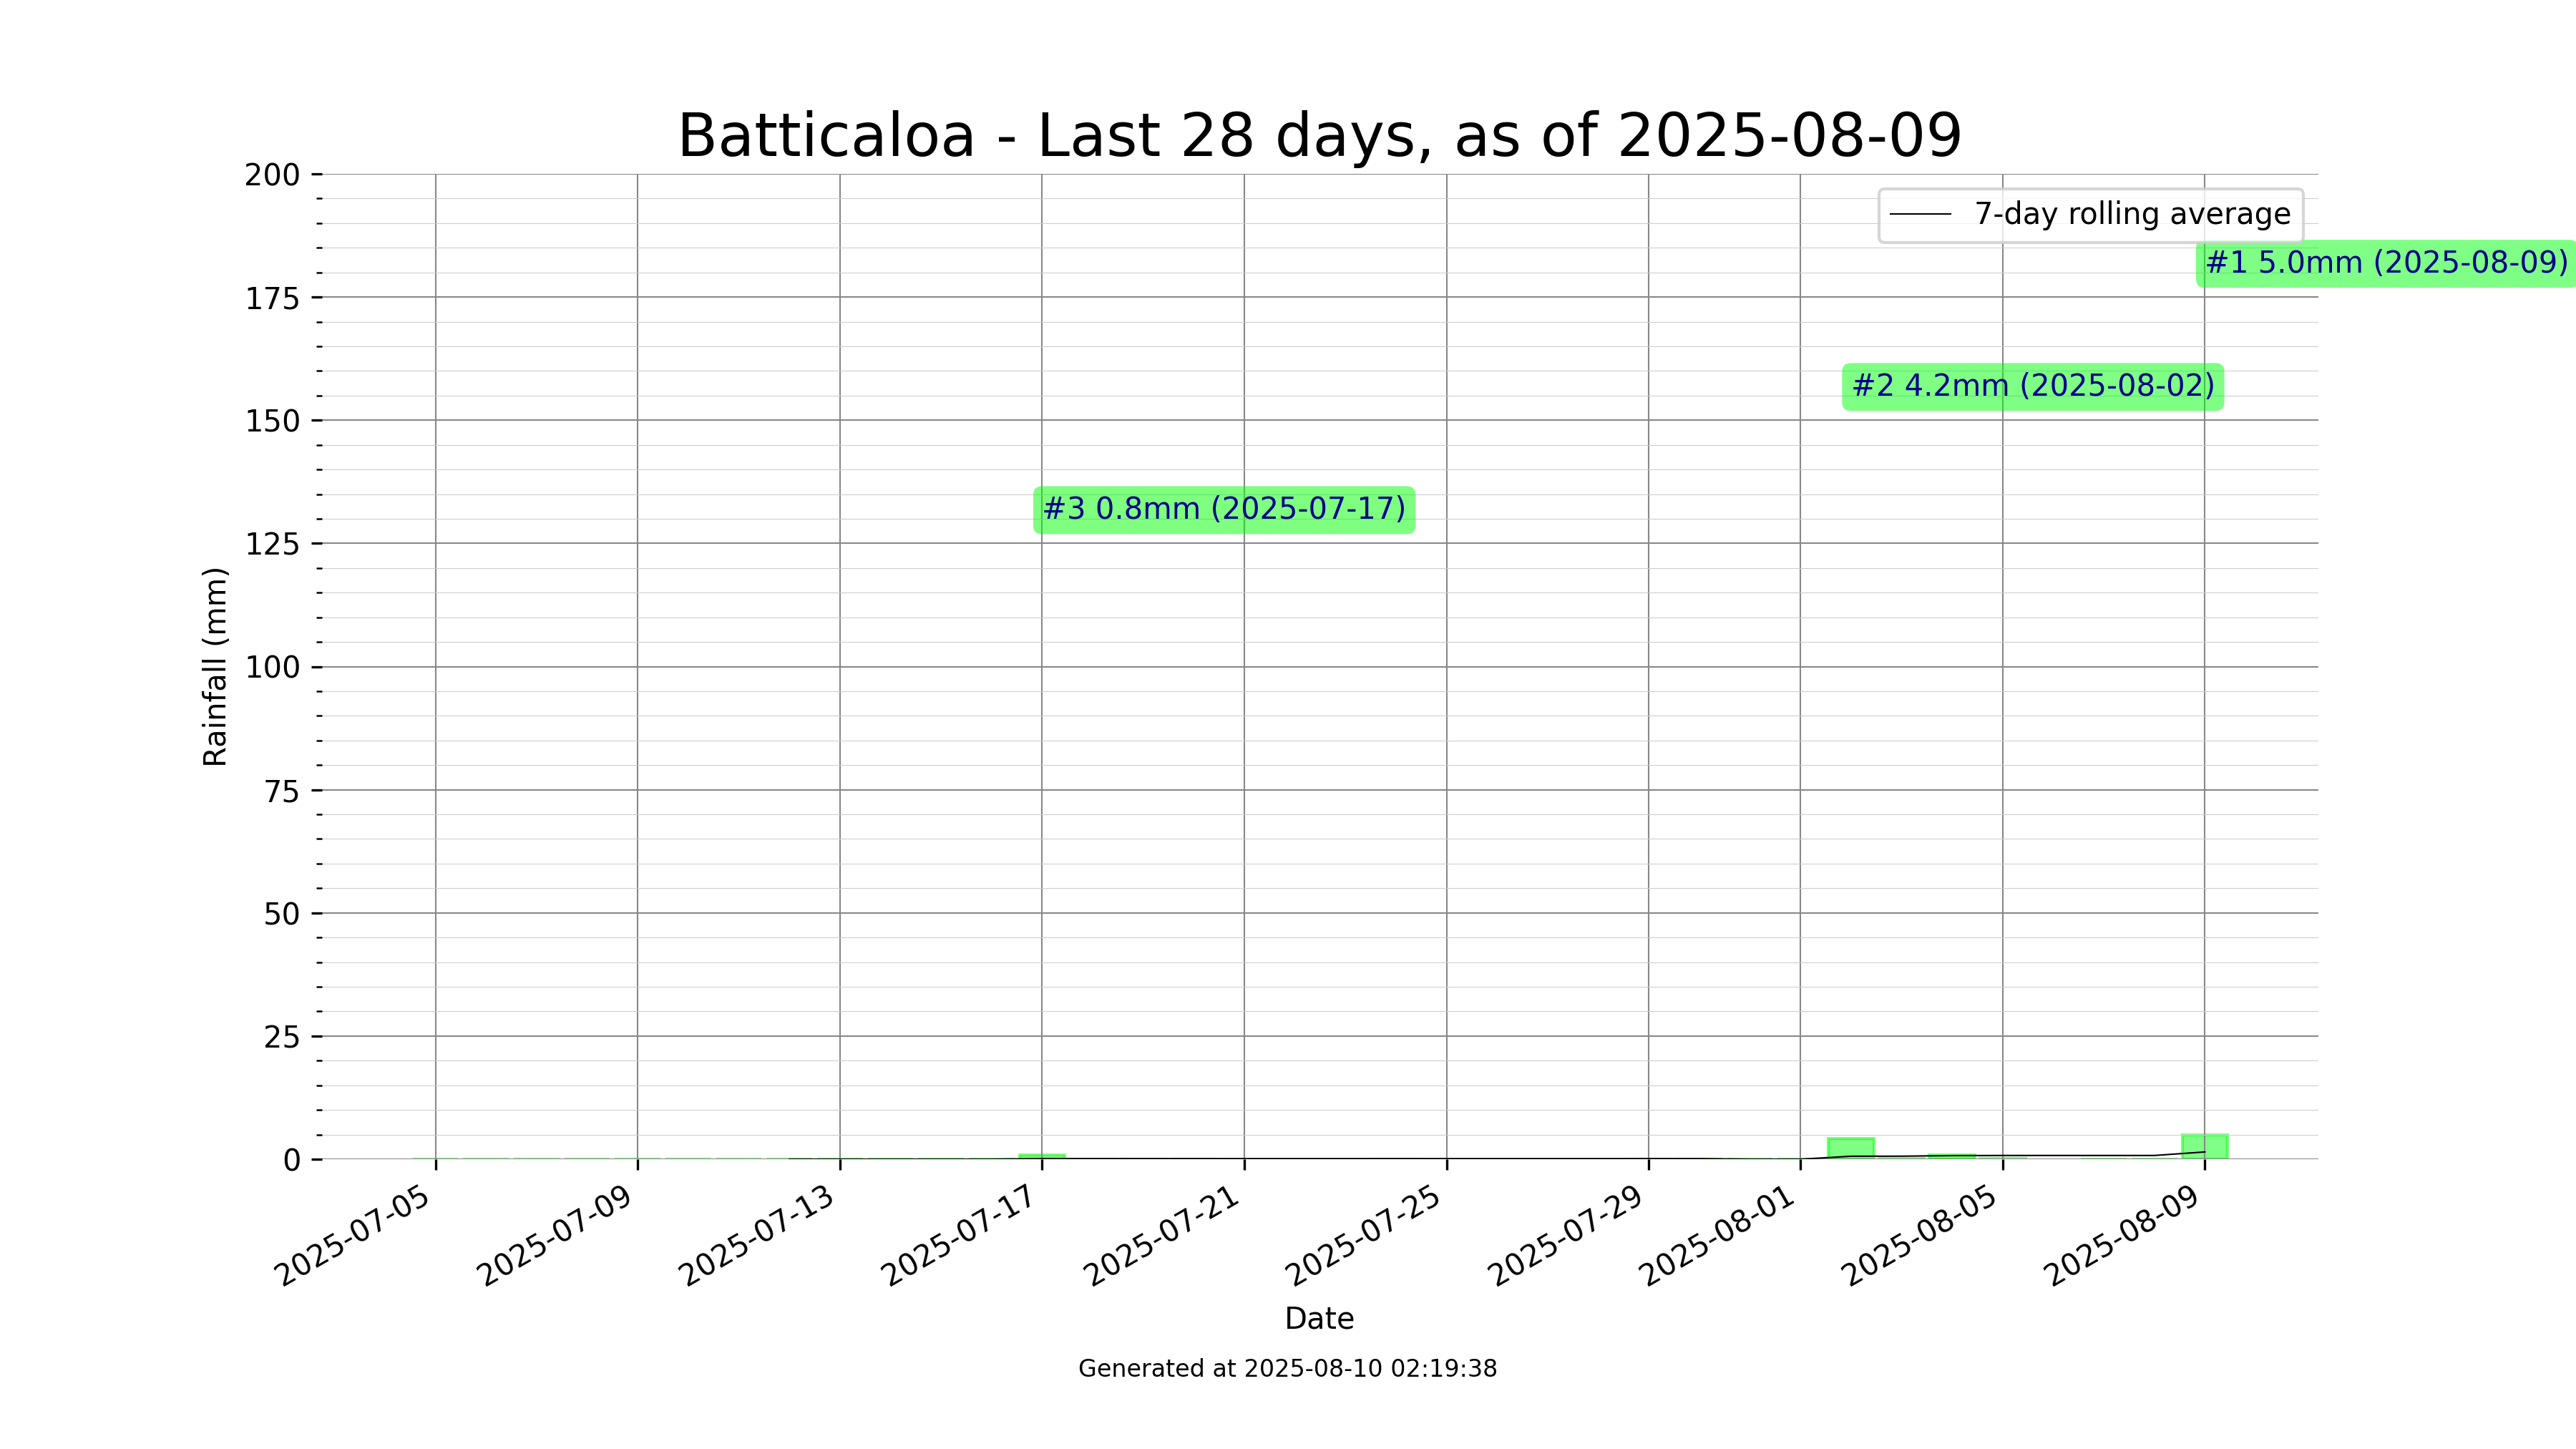 Batticaloa - Last 28 days, as of 2025-08-09
7-day rolling average
#1 5.0mm (2025-08-09)
#2 4.2mm (2025-08-02)
#3 0.8mm (2025-07-17)
Rainfall (mm)
200
175
150
125
100
75
50
25
0
2025-07-05
2025-07-09
2025-07-13
2025-07-17
2025-07-21
2025-07-25
2025-07-29
2025-08-01
2025-08-05
2025-08-09
Date
Generated at 2025-08-10 02:19:38